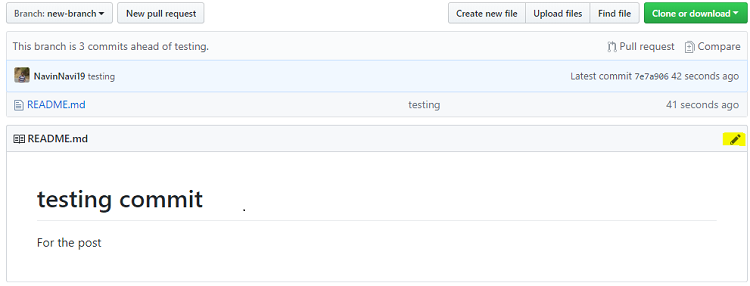 Branch: new-branch New pull request Create new file Upload files Find file Clone or download
This branch is 3 commits ahead of testing. Pull request Compare
NavinNavi19 testing Latest commit 7e7a906 42 seconds ago
README.md testing 41 seconds ago
README.md
testing commit .
For the post